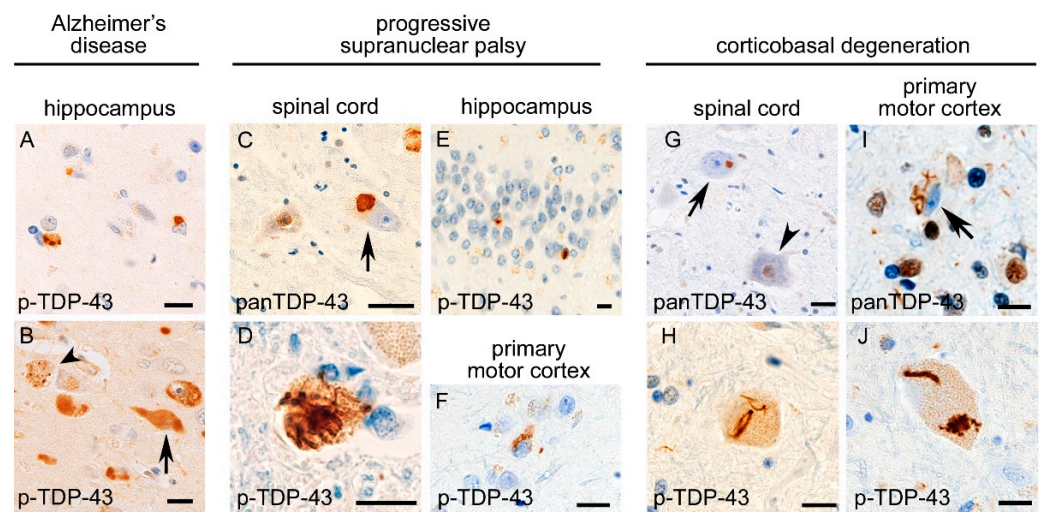 Alzheimer's
disease
progressive
supranuclear palsy
corticobasal degeneration
hippocampus
spinal cord
hippocampus
spinal cord
primary
motor cortex
A
p-TDP-43
C
panTDP-43
E
p-TDP-43
G
panTDP-43
I
panTDP-43
B
p-TDP-43
D
p-TDP-43
primary
motor cortex
F
p-TDP-43
H
p-TDP-43
J
p-TDP-43